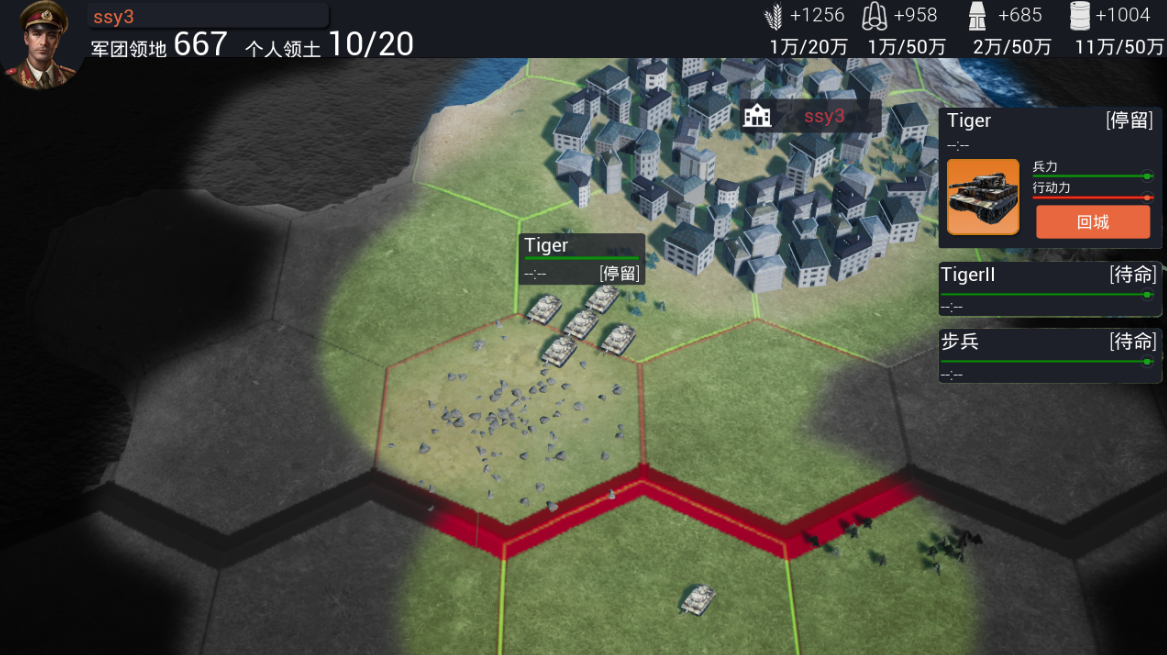 ssy3
军团领地 667 个人领土 10/20
+1256 +958 +685 +1004
1万/20万 1万/50万 2万/50万 11万/50万
ssy3
Tiger [停留]
--:--
兵力
行动力
回城
Tiger
--:-- [停留]
TigerII [待命]
--:--
步兵 [待命]
--:--